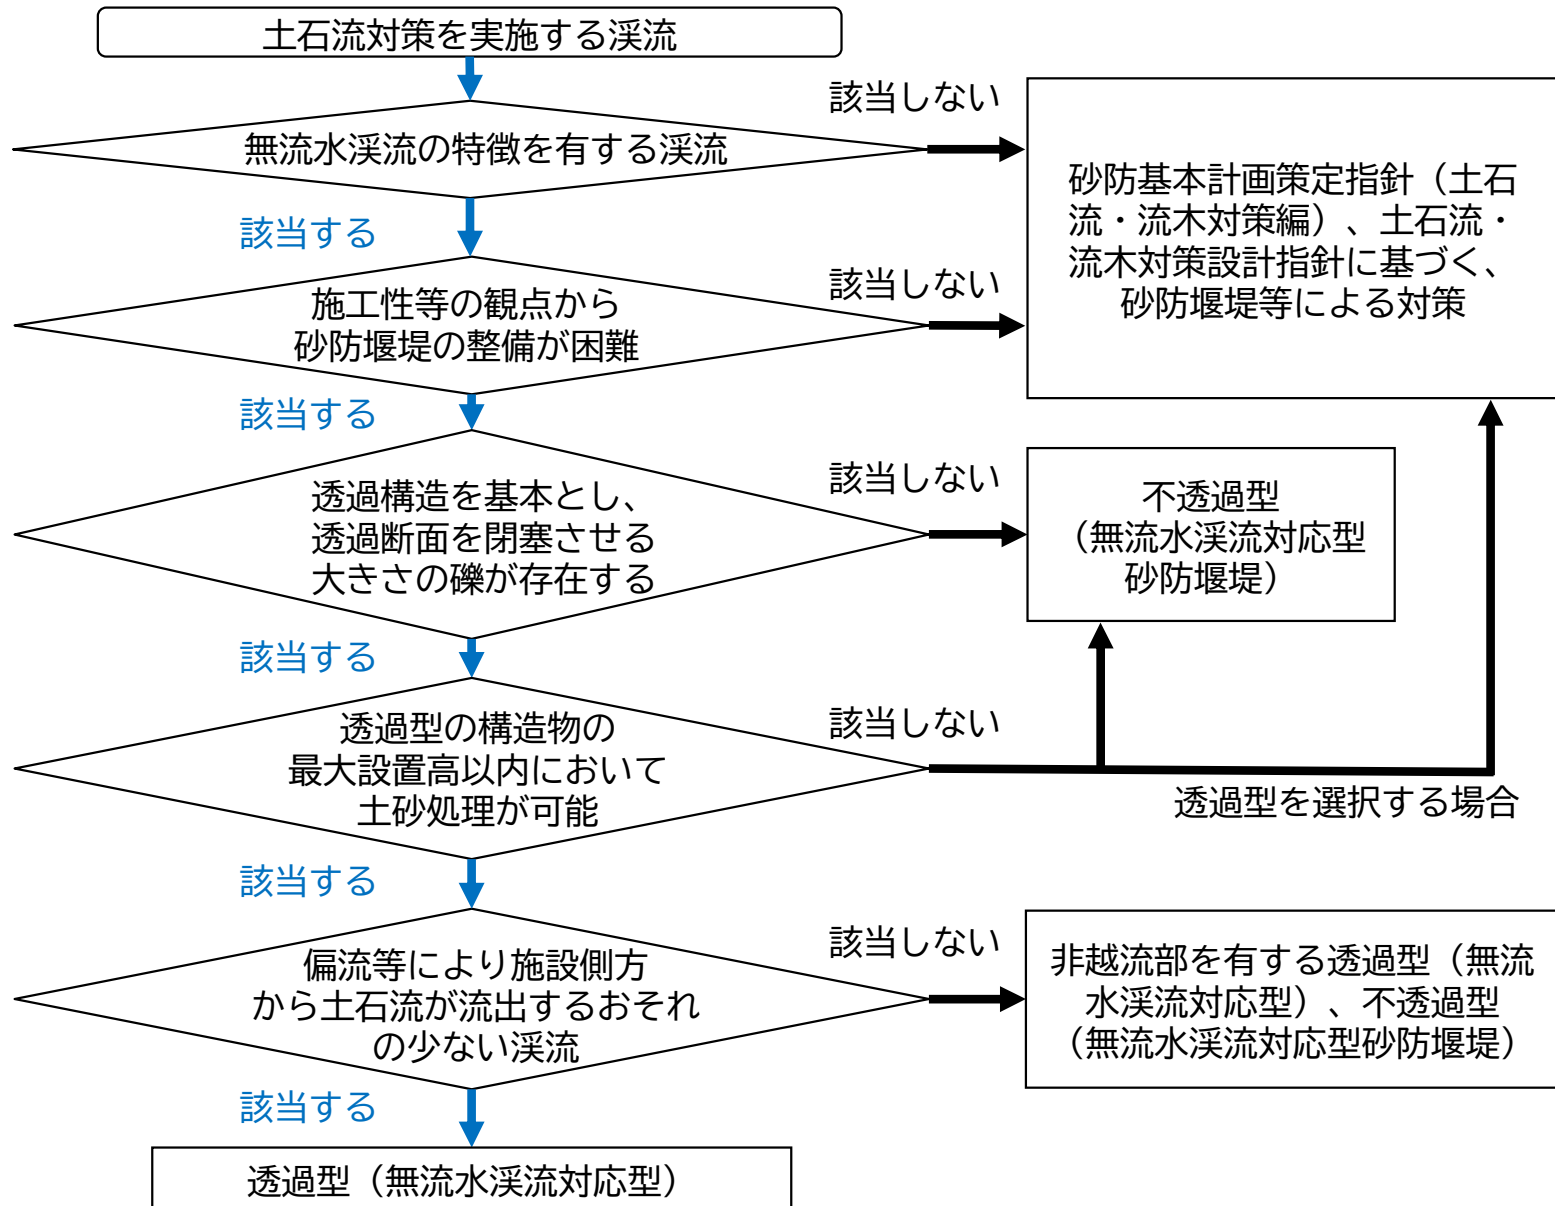 土石流対策を実施する渓流
該当しない
無流水渓流の特徴を有する渓流
砂防基本計画策定指針（土石
流・流木対策編）、土石流・
流木対策設計指針に基づく、
砂防堰堤等による対策
該当する
該当しない
施工性等の観点から
砂防堰堤の整備が困難
該当する
該当しない
透過構造を基本とし、
透過断面を閉塞させる
大きさの礫が存在する
不透過型
（無流水渓流対応型
砂防堰堤）
該当する
該当しない
透過型の構造物の
最大設置高以内において
土砂処理が可能
透過型を選択する場合
該当する
該当しない
偏流等により施設側方
から土石流が流出するおそれ
の少ない渓流
非越流部を有する透過型（無流
水渓流対応型）、不透過型
（無流水渓流対応型砂防堰堤）
該当する
透過型（無流水渓流対応型）